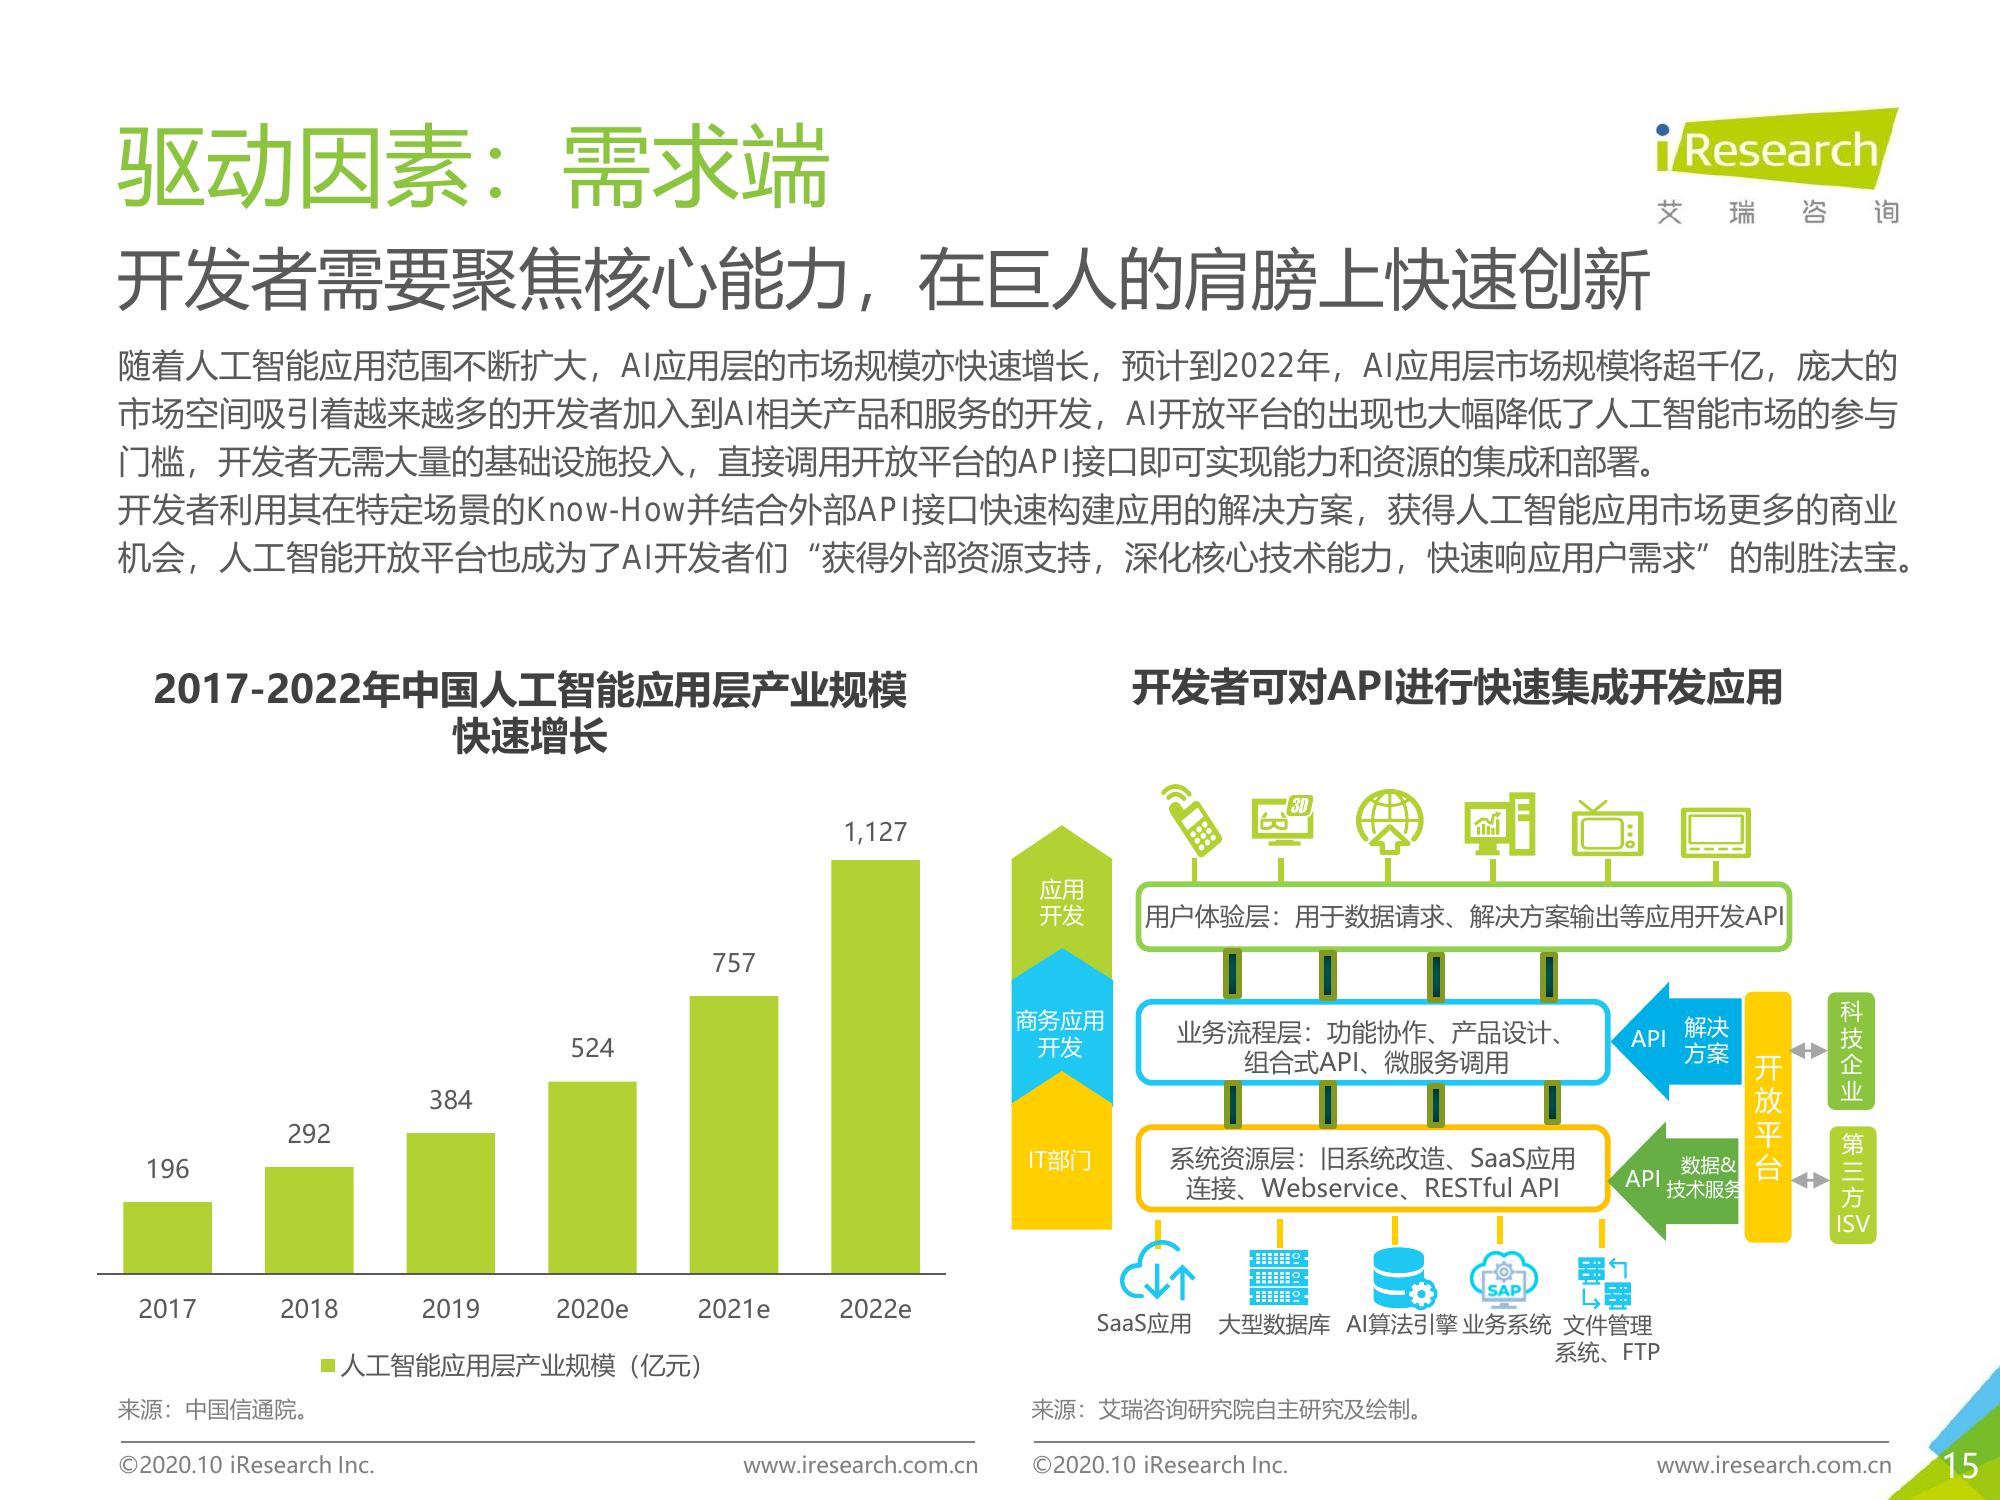 驱动因素：需求端
iResearch
艾瑞咨询
开发者需要聚焦核心能力，在巨人的肩膀上快速创新
随着人工智能应用范围不断扩大，AI应用层的市场规模亦快速增长，预计到2022年，AI应用层市场规模将超千亿，庞大的
市场空间吸引着越来越多的开发者加入到AI相关产品和服务的开发，AI开放平台的出现也大幅降低了人工智能市场的参与
门槛，开发者无需大量的基础设施投入，直接调用开放平台的API接口即可实现能力和资源的集成和部署。
开发者利用其在特定场景的Know-How并结合外部API接口快速构建应用的解决方案，获得人工智能应用市场更多的商业
机会，人工智能开放平台也成为了AI开发者们“获得外部资源支持，深化核心技术能力，快速响应用户需求”的制胜法宝。
2017-2022年中国人工智能应用层产业规模
快速增长
196
292
384
524
757
1,127
2017
2018
2019
2020e
2021e
2022e
人工智能应用层产业规模（亿元）
来源：中国信通院。
开发者可对API进行快速集成开发应用
3D
应用
开发
用户体验层：用于数据请求、解决方案输出等应用开发API
商务应用
开发
业务流程层：功能协作、产品设计、
组合式API、微服务调用
API
解决
方案
开放平台
科技企业
IT部门
系统资源层：旧系统改造、SaaS应用
连接、Webservice、RESTful API
API
数据&
技术服务
第三方ISV
SAP
SaaS应用
大型数据库
AI算法引擎
业务系统
文件管理
系统、FTP
来源：艾瑞咨询研究院自主研究及绘制。
©2020.10 iResearch Inc.
www.iresearch.com.cn
©2020.10 iResearch Inc.
www.iresearch.com.cn
15